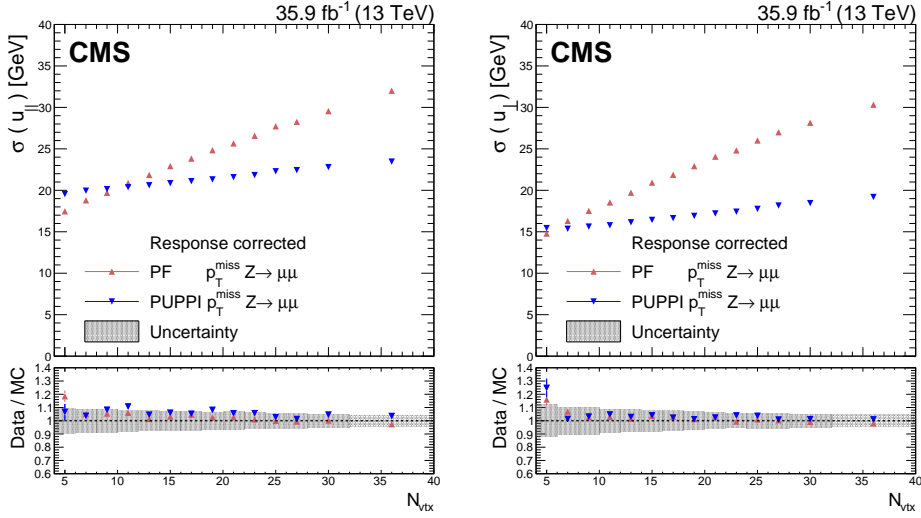 35.9 fb⁻¹ (13 TeV)
CMS
σ ( u∥ ) [GeV]
40
35
30
25
20
15
10
5
0
Response corrected
PF p_T^miss Z→ μμ
PUPPI p_T^miss Z→ μμ
Uncertainty
Data / MC
1.4
1.3
1.2
1.1
1
0.9
0.8
0.7
0.6
5 10 15 20 25 30 35 40
N_vtx
35.9 fb⁻¹ (13 TeV)
CMS
σ ( u⊥ ) [GeV]
40
35
30
25
20
15
10
5
0
Response corrected
PF p_T^miss Z→ μμ
PUPPI p_T^miss Z→ μμ
Uncertainty
Data / MC
1.4
1.3
1.2
1.1
1
0.9
0.8
0.7
0.6
5 10 15 20 25 30 35 40
N_vtx